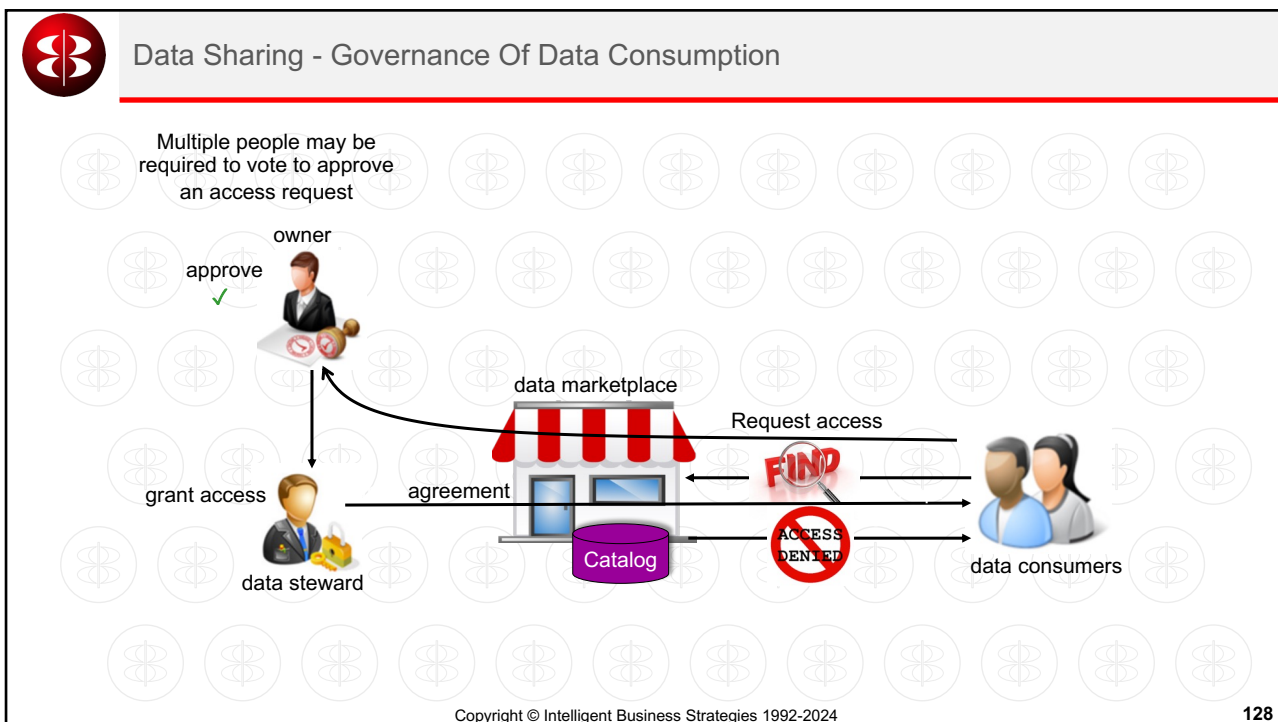 Data Sharing - Governance Of Data Consumption
Multiple people may be
required to vote to approve
an access request
owner
approve
data marketplace
Request access
FIND
grant access
agreement
ACCESS
DENIED
Catalog
data steward
data consumers
Copyright © Intelligent Business Strategies 1992-2024
128